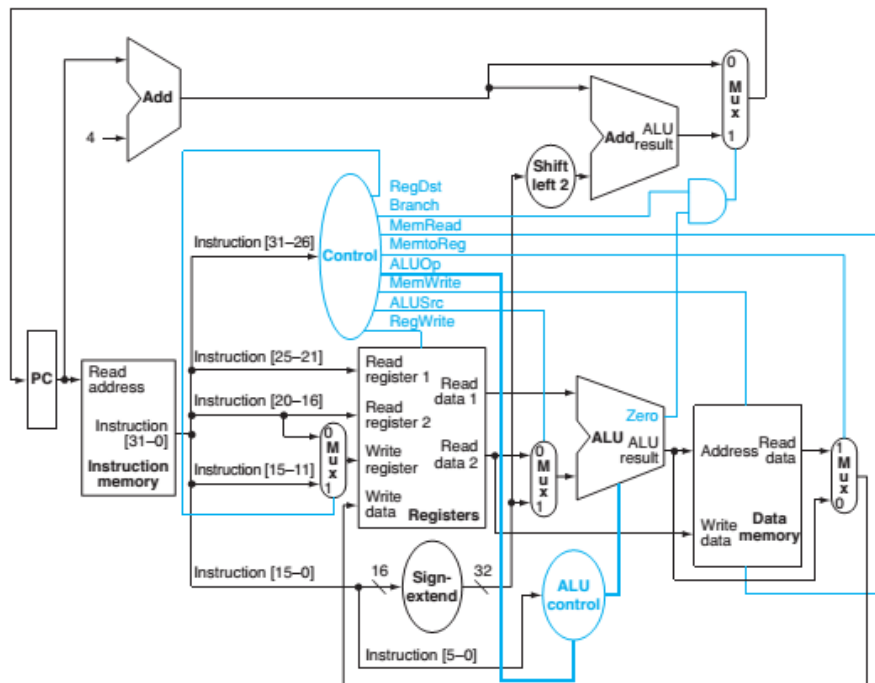 0
M
u
x
1
Add
4
Add
ALU
result
Shift
left 2
RegDst
Branch
MemRead
MemtoReg
ALUOp
MemWrite
ALUSrc
RegWrite
Control
Instruction [31–26]
Instruction [25–21]
Instruction [20–16]
Instruction [15–11]
Instruction [15–0]
Instruction [5–0]
PC
Read
address
Instruction
[31–0]
Instruction
memory
0
M
u
x
1
Read
register 1
Read
register 2
Write
register
Write
data
Read
data 1
Read
data 2
Registers
16
Sign-
extend
32
0
M
u
x
1
Zero
ALU
ALU
result
ALU
control
Address
Read
data
Write
data
Data
memory
1
M
u
x
0